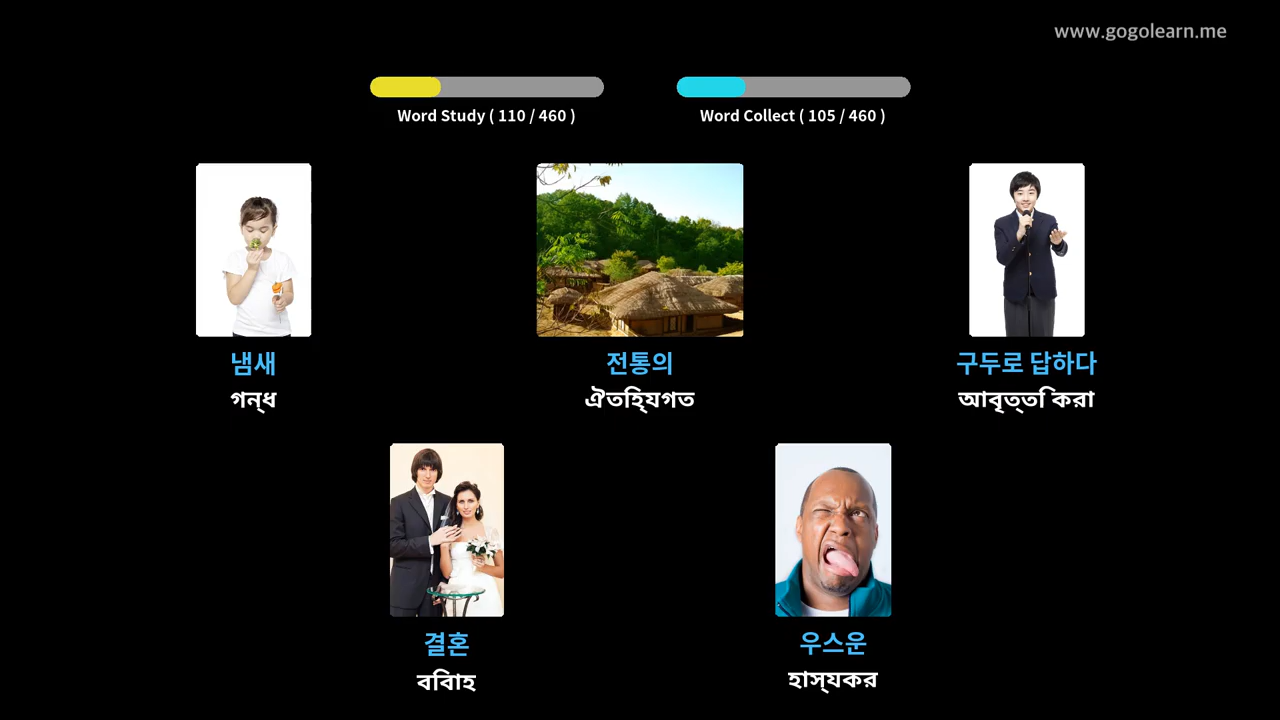 www.gogolearn.me
Word Study ( 110 / 460 )
Word Collect ( 105 / 460 )
냄새
গন্ধ
전통의
ঐতিহ্যগত
구두로 답하다
আবৃত্তি করা
결혼
বিবাহ
우스운
হাস্যকর